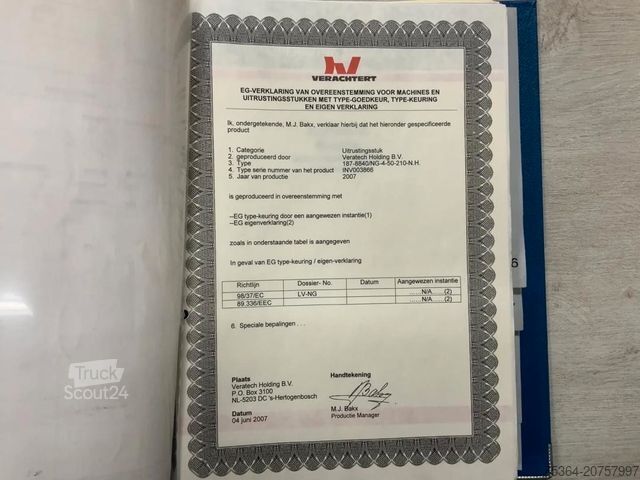 VERACHTERT
EG-VERKLARING VAN OVEREENSTEMMING VOOR MACHINES EN
UITRUSTINGSSTUKKEN MET TYPE-GOEDKEUR, TYPE-KEURING
EN EIGEN VERKLARING
Ik, ondergetekende, M.J. Bakx, verklaar hierbij dat het hieronder gespecificeerde
product
1. Categorie Uitrustingsstuk
2. geproduceerd door Veratech Holding B.V.
3. Type 187-8840/NG-4-50-210-N.H.
4. Type serie nummer van het product INV003866
5. Jaar van productie 2007
is geproduceerd in overeenstemming met
--EG type-keuring door een aangewezen instantie(1)
--EG eigenverklaring(2)
zoals in onderstaande tabel is aangegeven
In geval van EG type-keuring / eigen-verklaring
Richtlijn Dossier- No. Datum Aangewezen instantie
98/37/EC LV-NG ......N/A ......(2)
89.336/EEC ......N/A ......(2)
6. Speciale bepalingen . . .
Plaats Handtekening
Veratech Holding B.V.
P.O. Box 3100
NL-5203 DC 's-Hertogenbosch
Datum M.J. Bakx
04 juni 2007 Productie Manager
6
Truck
Scout24
5364-20757997